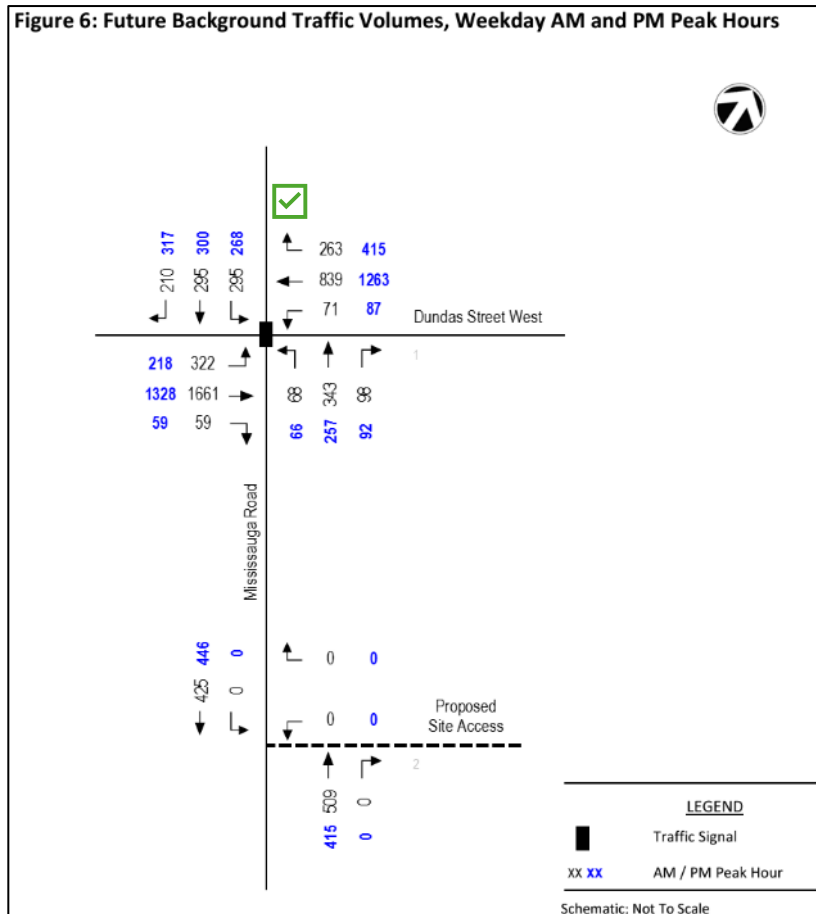 Figure 6: Future Background Traffic Volumes, Weekday AM and PM Peak Hours
317 300 268
210 295 295
263 415
839 1263
71 87
Dundas Street West
1
218 322
1328 1661
59 59
68 343 98
66 257 92
Mississauga Road
446 0
425 0
0 0
0 0
Proposed
Site Access
2
509 0
415 0
LEGEND
Traffic Signal
XX XX AM / PM Peak Hour
Schematic: Not To Scale